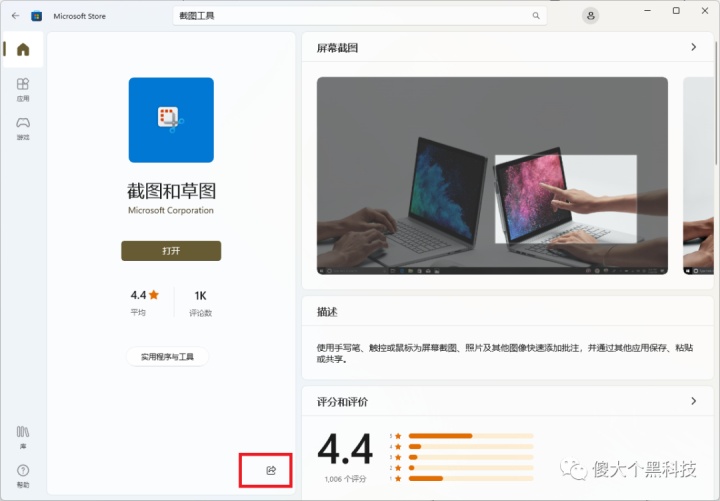 Microsoft Store
截图工具
应用
游戏
库
帮助
截图和草图
Microsoft Corporation
打开
4.4
平均
1K
评论数
实用程序与工具
屏幕截图
描述
使用手写笔、触控或鼠标为屏幕截图、照片及其他图像快速添加批注，并通过其他应用保存、粘贴
或共享。
评分和评价
4.4
1,006 个评分
5
4
3
2
1
傻大个黑科技